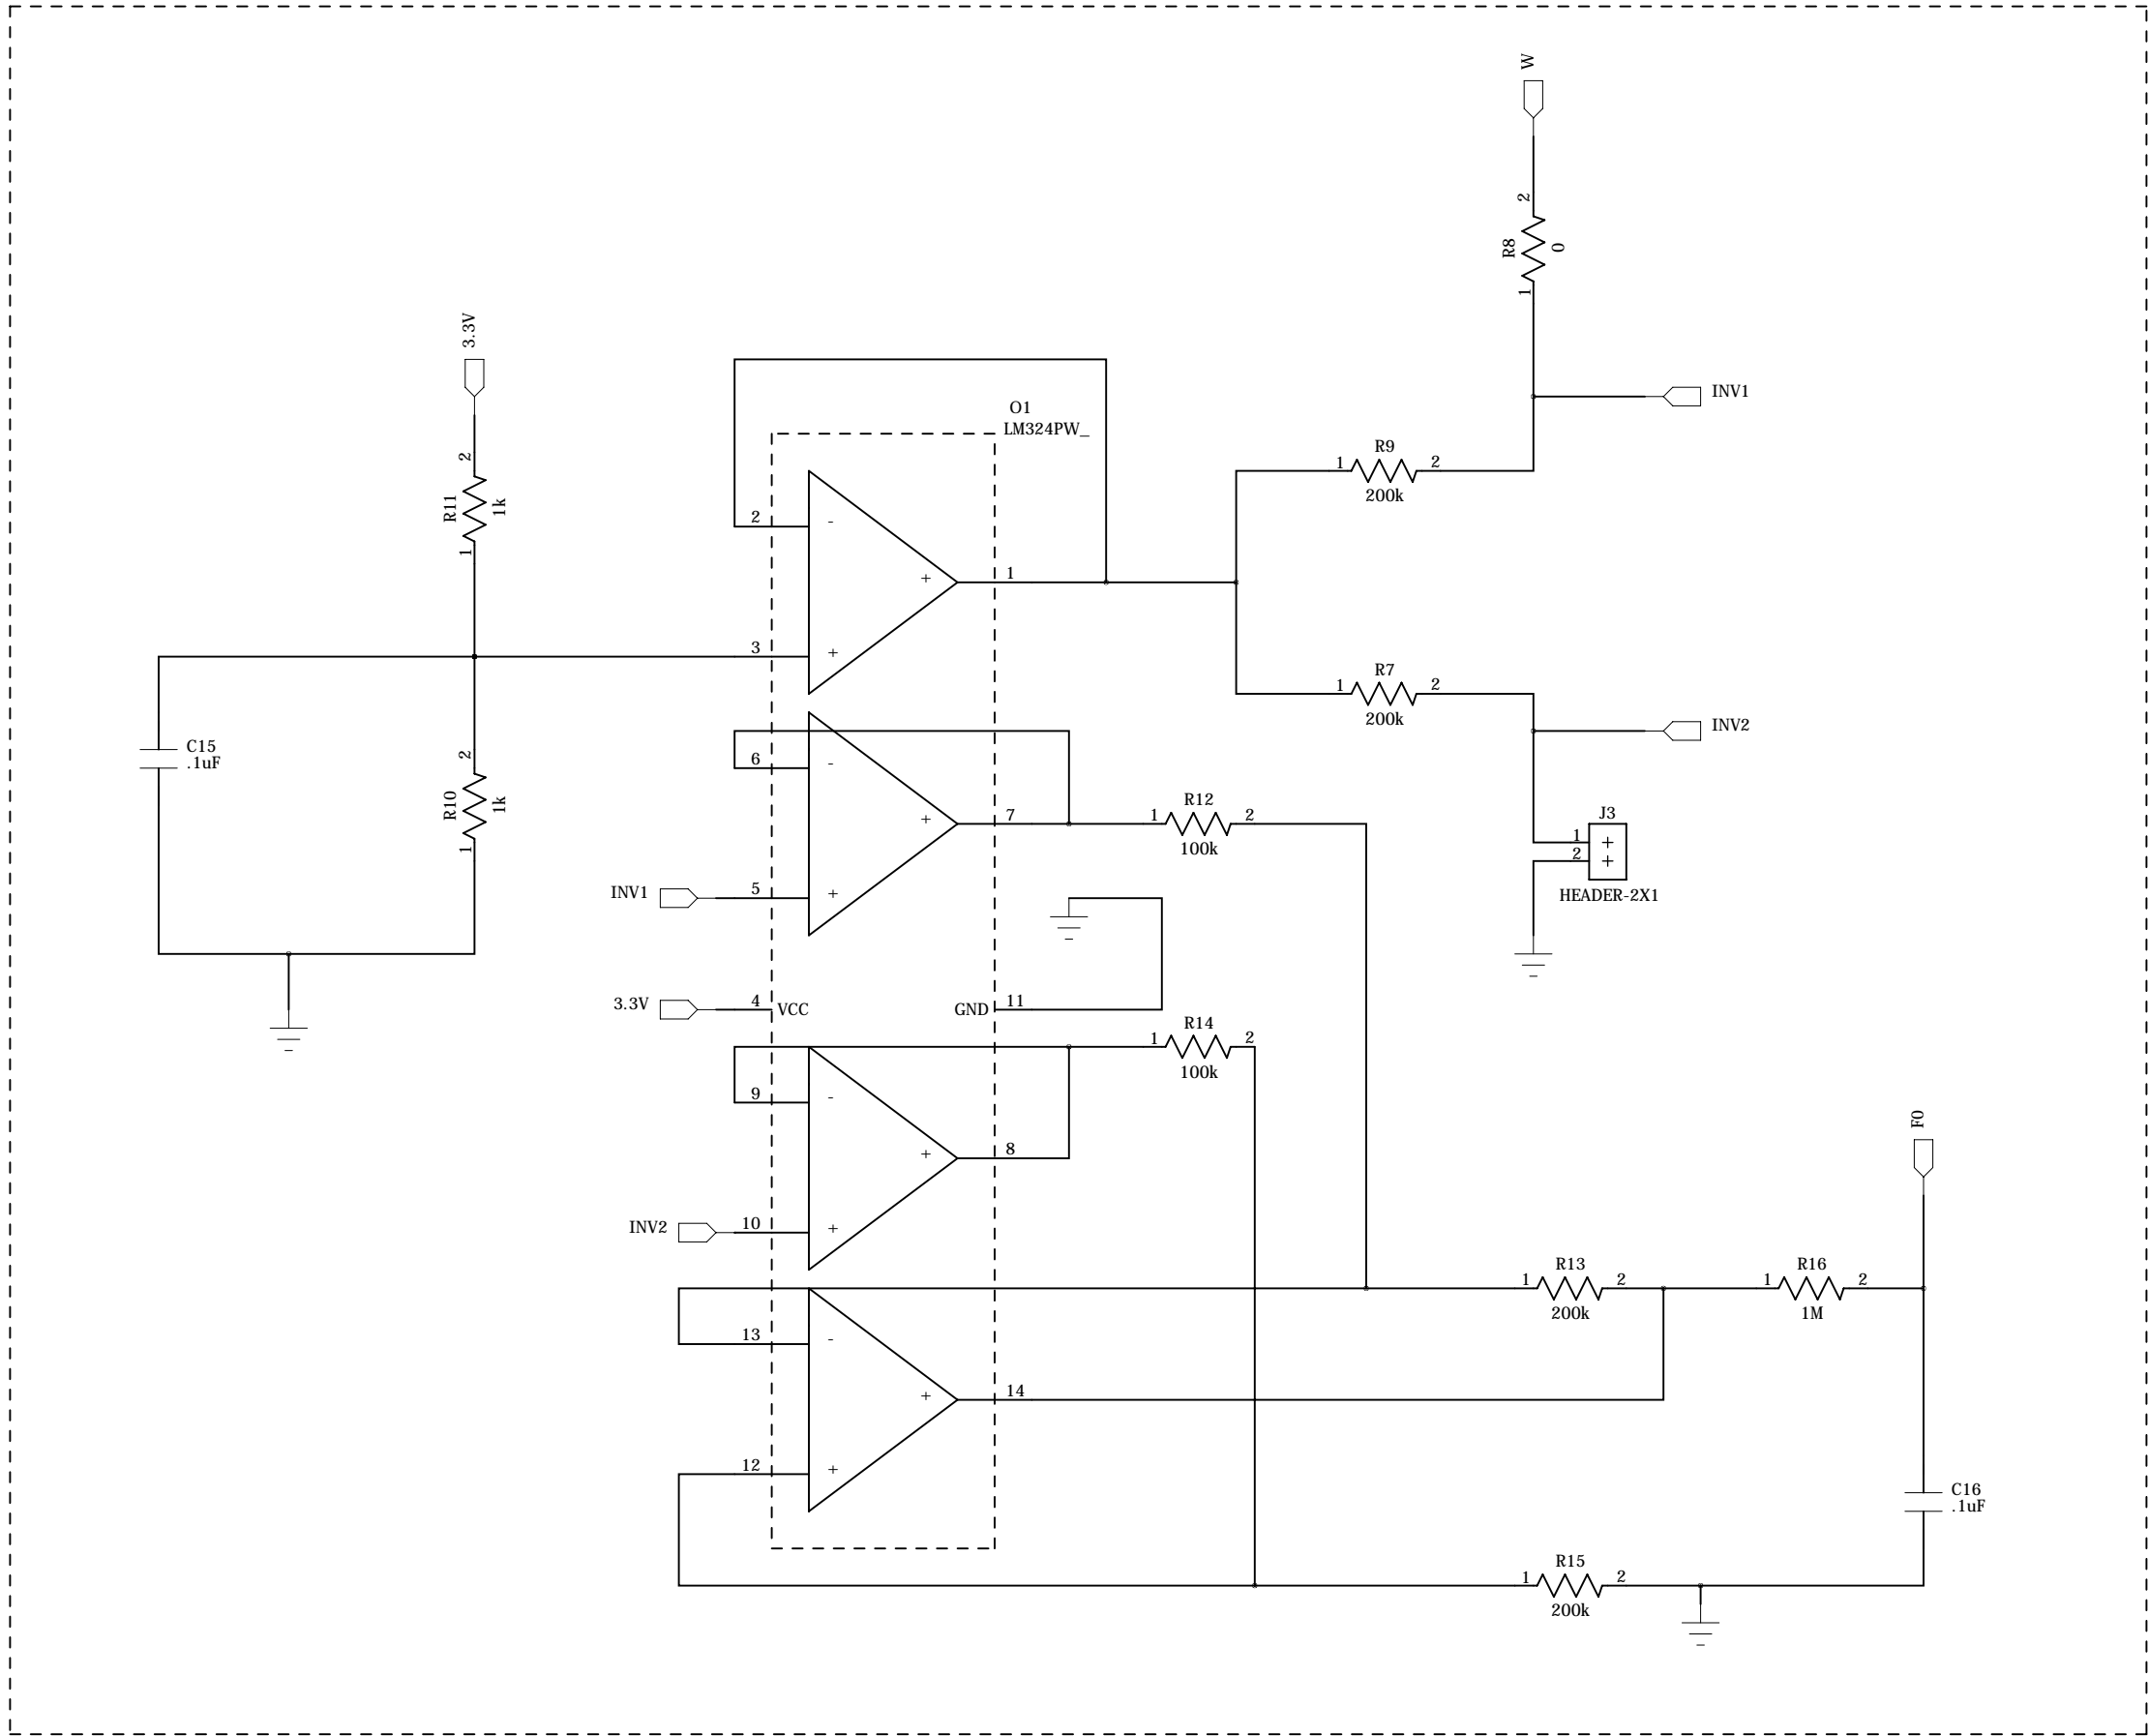 W
2
R8
0
1
3.3V
INV1
O1
LM324PW_
R9
1 2
200k
2
R11
1k
1
2 -
+ 1
3 +
R7
1 2
200k
INV2
C15
.1uF
2
R10
1k
1
6 -
+ 7
R12
1 2
100k
J3
1 +
2 +
HEADER-2X1
INV1 5 +
3.3V 4 VCC
GND 11
R14
1 2
100k
9 -
+ 8
F0
INV2 10 +
R13
1 2
200k
R16
1 2
1M
13 -
+ 14
12 +
C16
.1uF
R15
1 2
200k